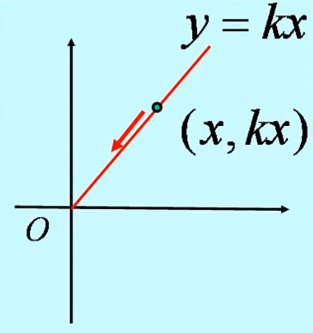 y = kx
(x, kx)
O